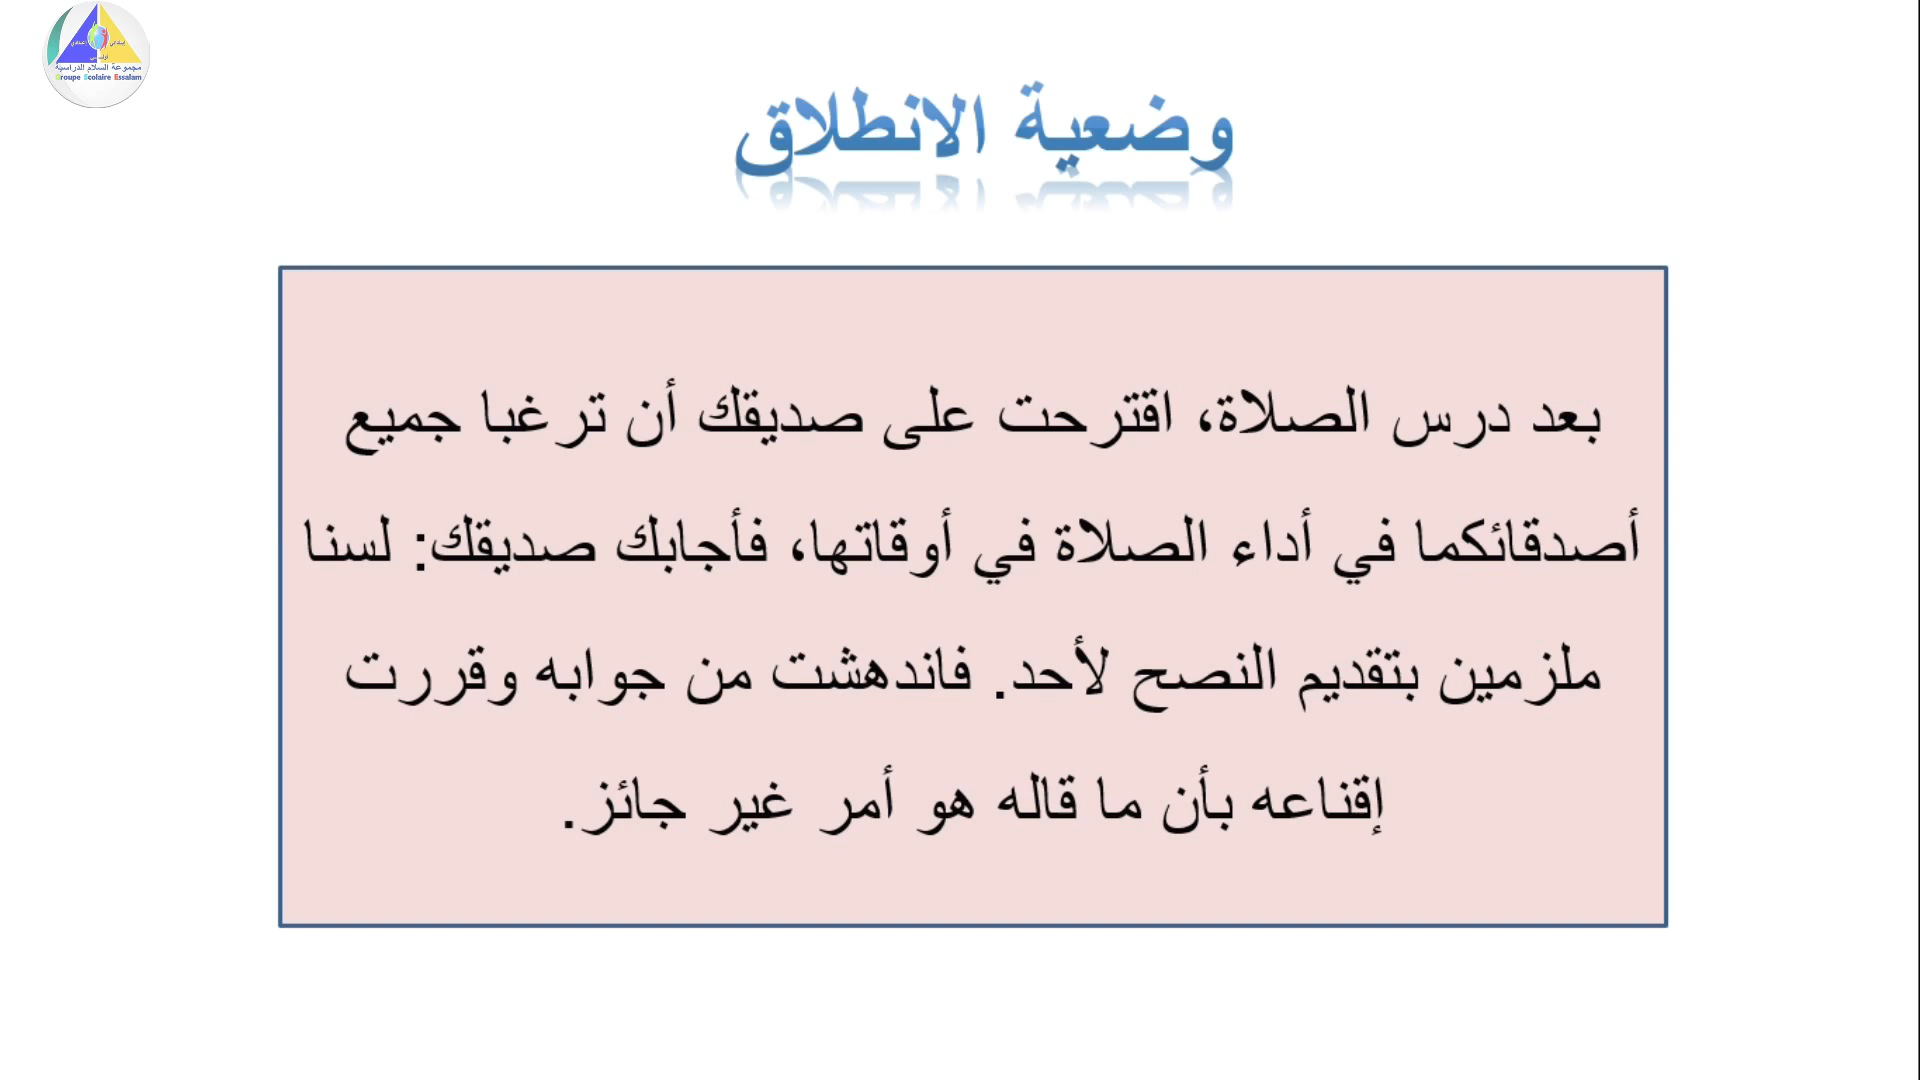 مجموعة السلام الدراسية
Groupe Scolaire Essalam
وضعية الانطلاق
بعد درس الصلاة، اقترحت على صديقك أن ترغبا جميع
أصدقائكما في أداء الصلاة في أوقاتها، فأجابك صديقك: لسنا
ملزمين بتقديم النصح لأحد. فاندهشت من جوابه وقررت
إقناعه بأن ما قاله هو أمر غير جائز.